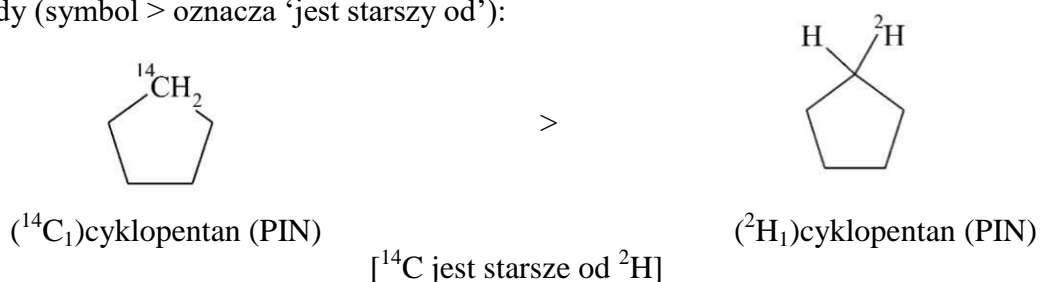 dy (symbol > oznacza ‘jest starszy od’):
¹⁴CH₂
H ²H
>
(¹⁴C₁)cyklopentan (PIN) (²H₁)cyklopentan (PIN)
[¹⁴C jest starsze od ²H]